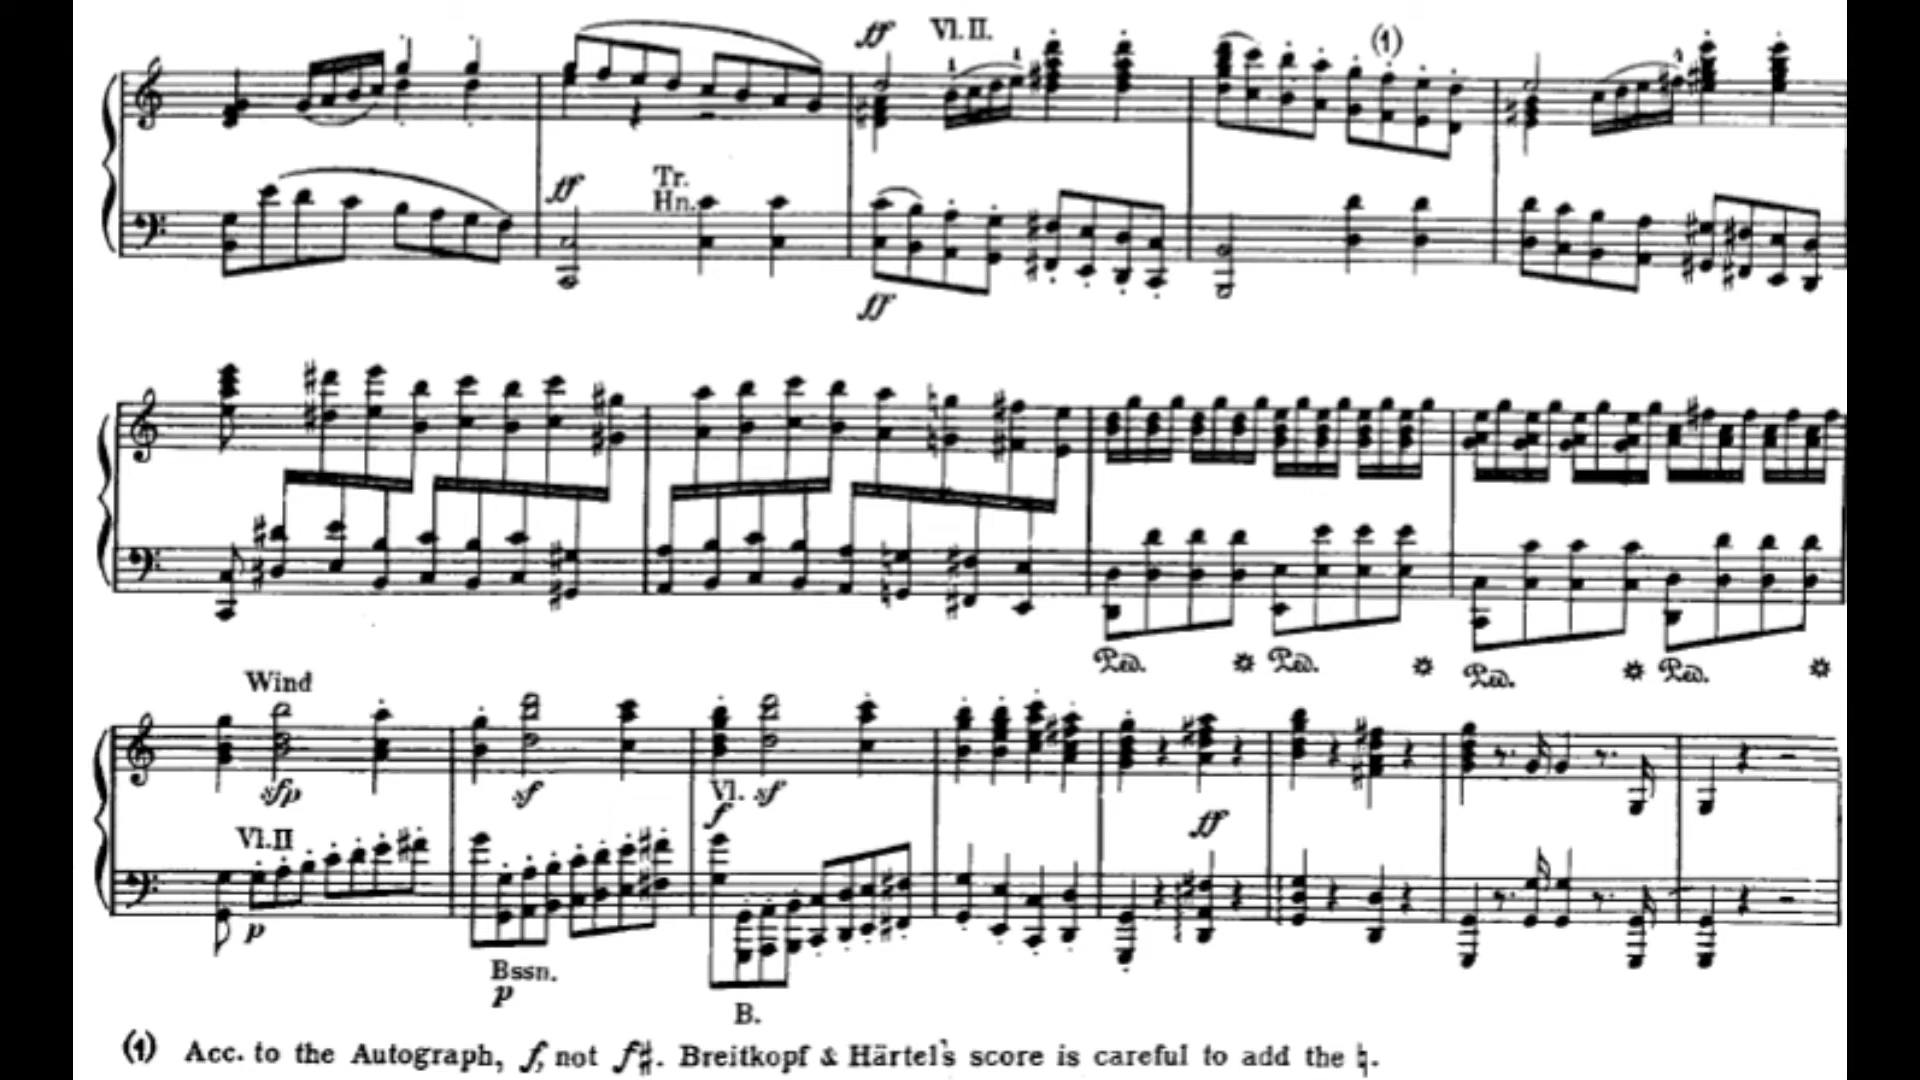 ff Vl. II. (1)
ff Tr.
Hn.
ff
Ped. * Ped. * Ped. * Ped. *
Wind
sfp sf Vl. sf
f ff
Vl. II
p
Bssn.
p
B.
(1) Acc. to the Autograph, f, not f♯. Breitkopf & Härtel's score is careful to add the ♮.